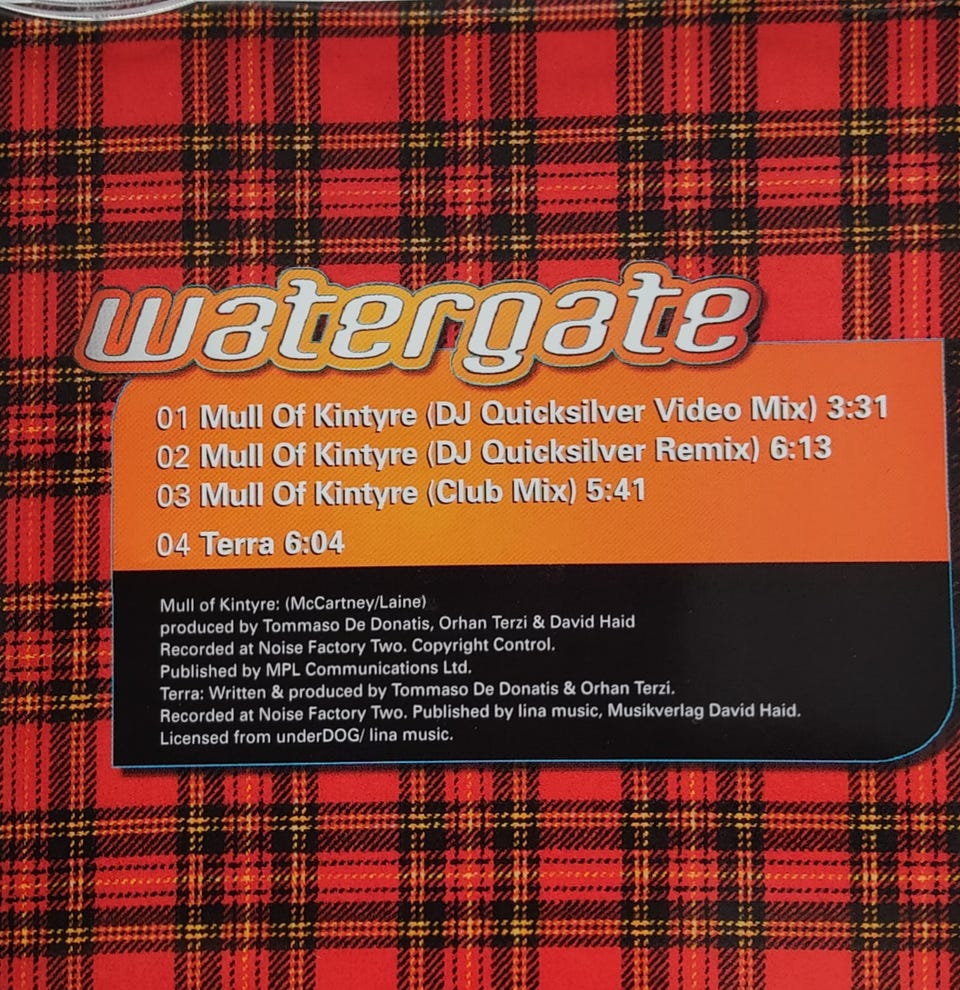 watergate
01 Mull Of Kintyre (DJ Quicksilver Video Mix) 3:31
02 Mull Of Kintyre (DJ Quicksilver Remix) 6:13
03 Mull Of Kintyre (Club Mix) 5:41
04 Terra 6:04
Mull of Kintyre: (McCartney/Laine)
produced by Tommaso De Donatis, Orhan Terzi & David Haid
Recorded at Noise Factory Two. Copyright Control.
Published by MPL Communications Ltd.
Terra: Written & produced by Tommaso De Donatis & Orhan Terzi.
Recorded at Noise Factory Two. Published by lina music, Musikverlag David Haid.
Licensed from underDOG/ lina music.